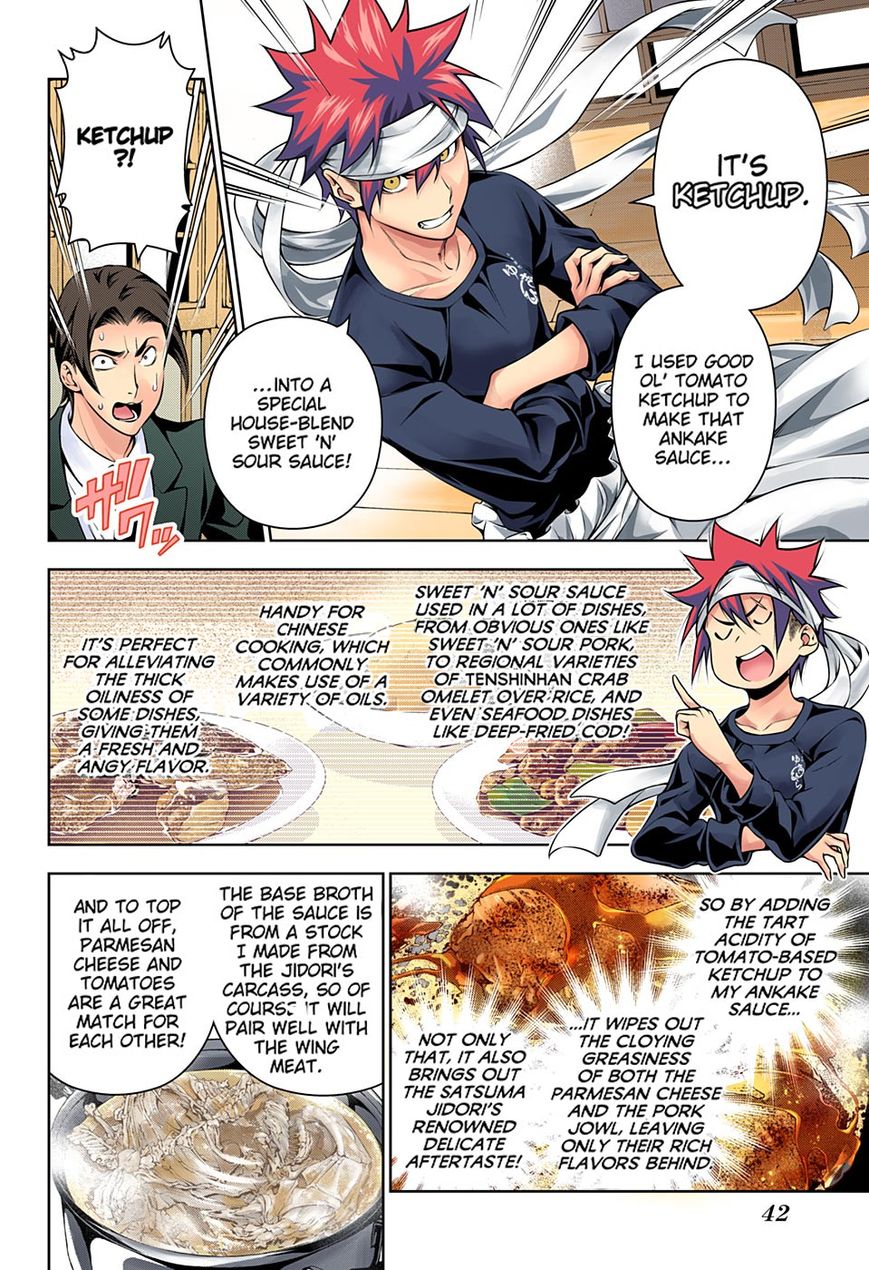 IT'S
KETCHUP.
I USED GOOD
OL' TOMATO
KETCHUP TO
MAKE THAT
ANKAKE
SAUCE...
...INTO A
SPECIAL
HOUSE-BLEND
SWEET 'N'
SOUR SAUCE!
KETCHUP
?!
ザワッ
SWEET 'N' SOUR SAUCE
USED IN A LOT OF DISHES,
FROM OBVIOUS ONES LIKE
SWEET 'N' SOUR PORK,
TO REGIONAL VARIETIES
OF TENSHINHAN CRAB
OMELET OVER RICE, AND
EVEN SEAFOOD DISHES
LIKE DEEP-FRIED COD!
HANDY FOR
CHINESE
COOKING, WHICH
COMMONLY
MAKES USE OF A
VARIETY OF OILS.
IT'S PERFECT
FOR ALLEVIATING
THE THICK
OILINESS OF
SOME DISHES,
GIVING THEM
A FRESH AND
ANGY FLAVOR.
SO BY ADDING
THE TART
ACIDITY OF
TOMATO-BASED
KETCHUP TO
MY ANKAKE
SAUCE...
...IT WIPES OUT
THE CLOYING
GREASINESS
OF BOTH THE
PARMESAN CHEESE
AND THE PORK
JOWL, LEAVING
ONLY THEIR RICH
FLAVORS BEHIND.
NOT ONLY
THAT, IT ALSO
BRINGS OUT
THE SATSUMA
JIDORI'S
RENOWNED
DELICATE
AFTERTASTE!
THE BASE BROTH
OF THE SAUCE IS
FROM A STOCK
I MADE FROM
THE JIDORI'S
CARCASS, SO OF
COURSE IT WILL
PAIR WELL WITH
THE WING
MEAT.
AND TO TOP
IT ALL OFF,
PARMESAN
CHEESE AND
TOMATOES
ARE A GREAT
MATCH FOR
EACH OTHER!
42